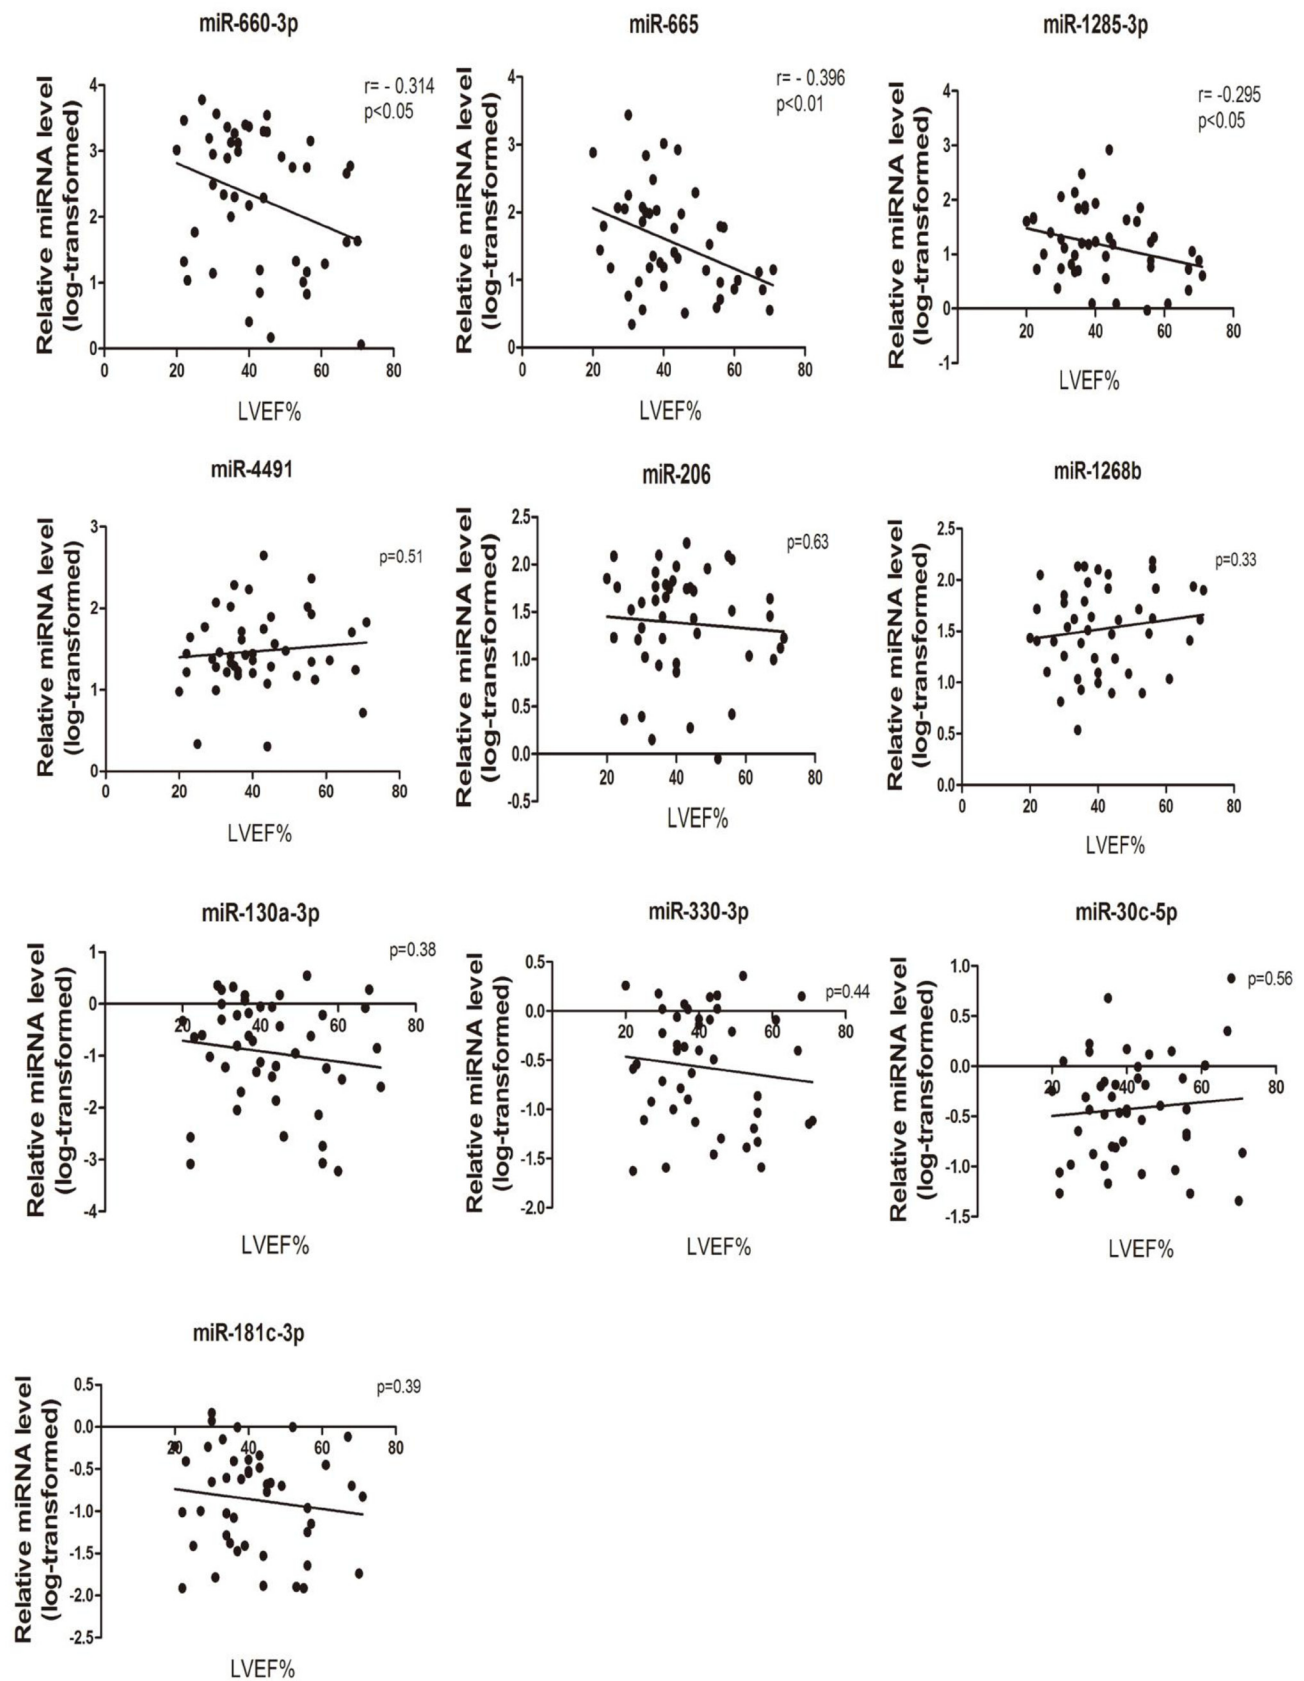 miR-660-3p
Relative miRNA level
(log-transformed)
r= - 0.314
p<0.05
4
3
2
1
0
0 20 40 60 80
LVEF%
miR-665
Relative miRNA level
(log-transformed)
r= - 0.396
p<0.01
4
3
2
1
0
0 20 40 60 80
LVEF%
miR-1285-3p
Relative miRNA level
(log-transformed)
r= -0.295
p<0.05
4
3
2
1
0
-1
20 40 60 80
LVEF%
miR-4491
Relative miRNA level
(log-transformed)
p=0.51
3
2
1
0
0 20 40 60 80
LVEF%
miR-206
Relative miRNA level
(log-transformed)
p=0.63
2.5
2.0
1.5
1.0
0.5
0.0
-0.5
20 40 60 80
LVEF%
miR-1268b
Relative miRNA level
(log-transformed)
p=0.33
2.5
2.0
1.5
1.0
0.5
0.0
0 20 40 60 80
LVEF%
miR-130a-3p
Relative miRNA level
(log-transformed)
p=0.38
1
0
-1
-2
-3
-4
20 40 60 80
LVEF%
miR-330-3p
Relative miRNA level
(log-transformed)
p=0.44
0.5
0.0
-0.5
-1.0
-1.5
-2.0
20 40 60 80
LVEF%
miR-30c-5p
Relative miRNA level
(log-transformed)
p=0.56
1.0
0.5
0.0
-0.5
-1.0
-1.5
20 40 60 80
LVEF%
miR-181c-3p
Relative miRNA level
(log-transformed)
p=0.39
0.5
0.0
-0.5
-1.0
-1.5
-2.0
-2.5
20 40 60 80
LVEF%